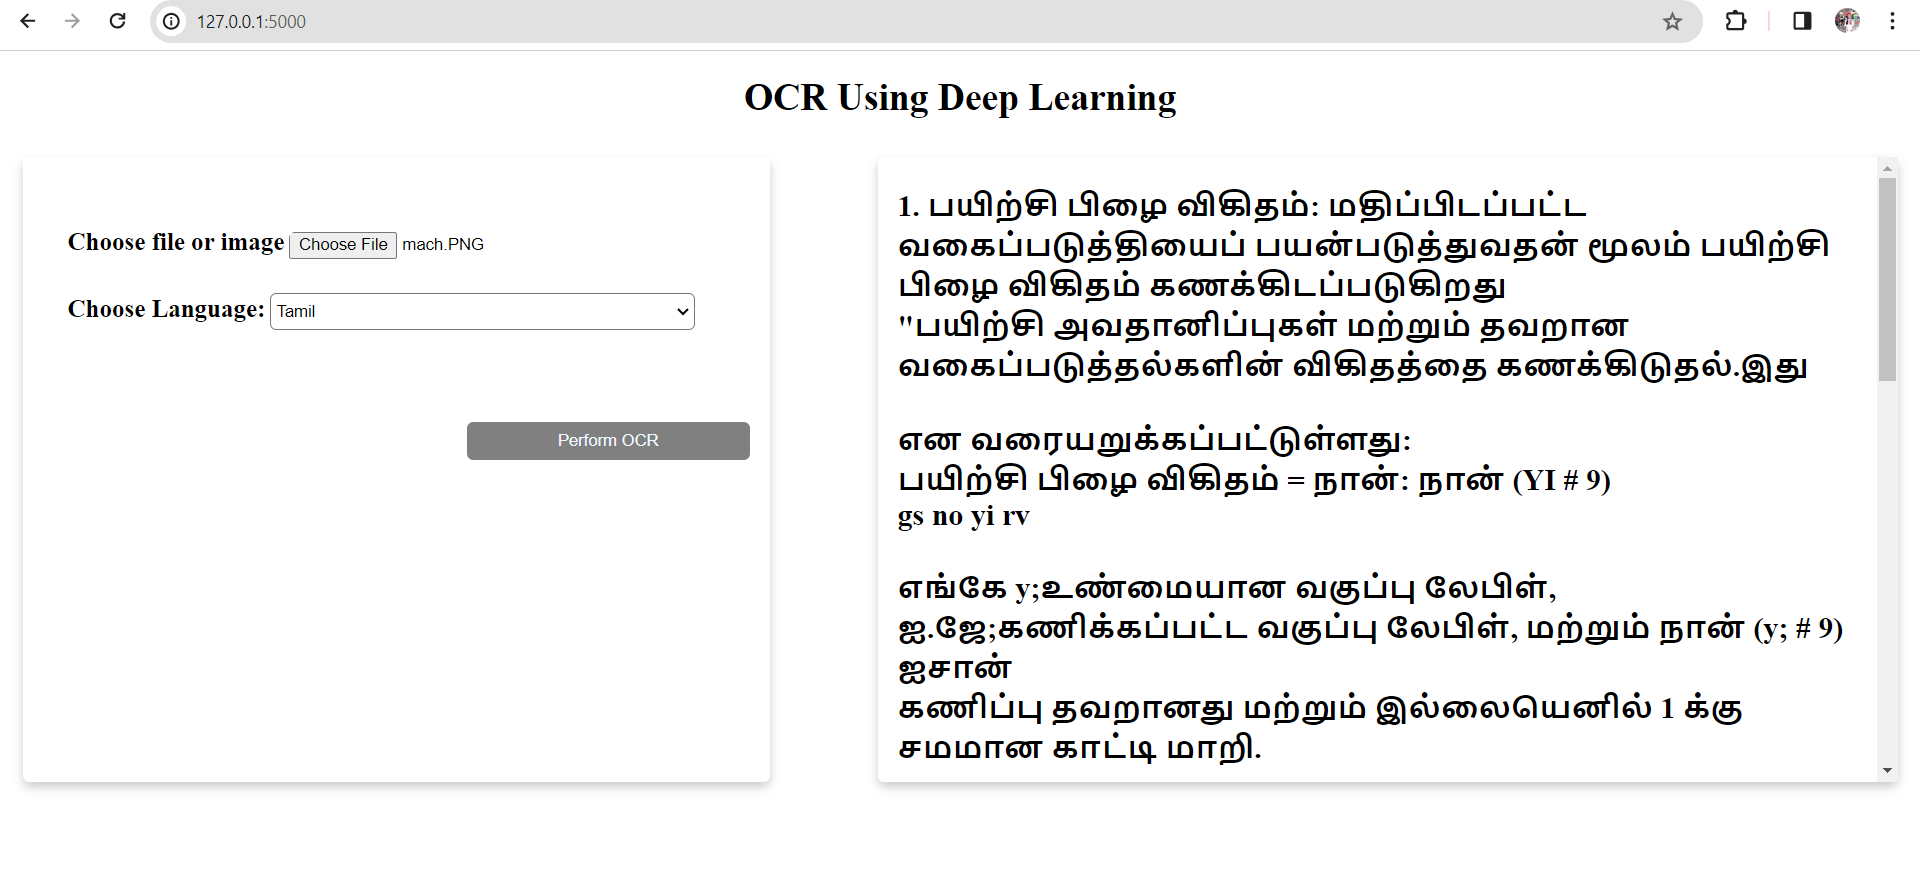 127.0.0.1:5000
OCR Using Deep Learning
Choose file or image Choose File mach.PNG
Choose Language: Tamil
Perform OCR
1. பயிற்சி பிழை விகிதம்: மதிப்பிடப்பட்ட
வகைப்படுத்தியைப் பயன்படுத்துவதன் மூலம் பயிற்சி
பிழை விகிதம் கணக்கிடப்படுகிறது
"பயிற்சி அவதானிப்புகள் மற்றும் தவறான
வகைப்படுத்தல்களின் விகிதத்தை கணக்கிடுதல்.இது
என வரையறுக்கப்பட்டுள்ளது:
பயிற்சி பிழை விகிதம் = நான்: நான் (YI # 9)
gs no yi rv
எங்கே y;உண்மையான வகுப்பு லேபிள்,
ஐ.ஜே;கணிக்கப்பட்ட வகுப்பு லேபிள், மற்றும் நான் (y; # 9)
ஐசான்
கணிப்பு தவறானது மற்றும் இல்லையெனில் 1 க்கு
சமமான காட்டி மாறி.